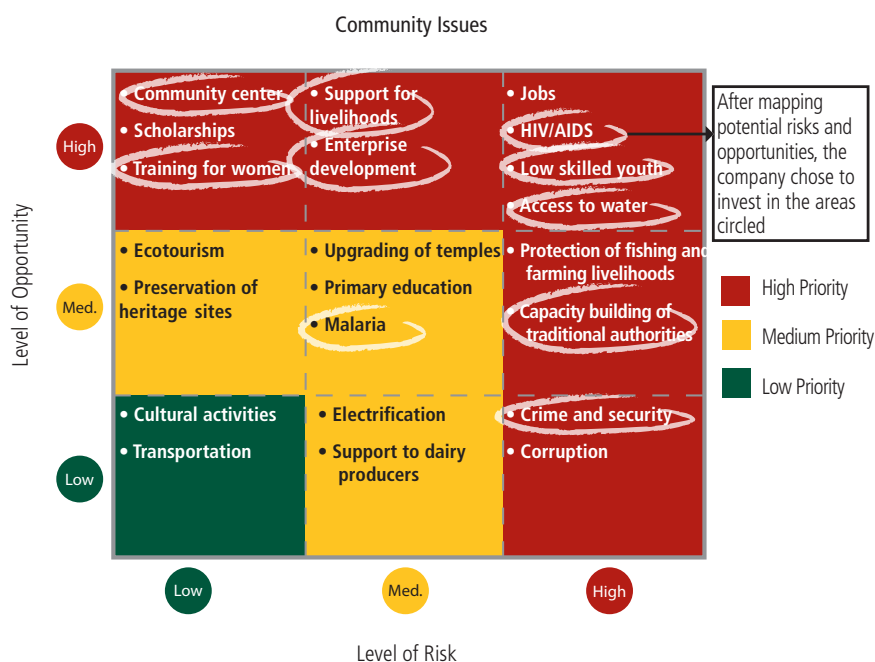 Community Issues
Level of Opportunity
High
• Community center
• Scholarships
• Training for women
• Support for
livelihoods
• Enterprise
development
• Jobs
• HIV/AIDS
• Low skilled youth
• Access to water
After mapping
potential risks and
opportunities, the
company chose to
invest in the areas
circled
Med.
• Ecotourism
• Preservation of
heritage sites
• Upgrading of temples
• Primary education
• Malaria
• Protection of fishing and
farming livelihoods
• Capacity building of
traditional authorities
High Priority
Medium Priority
Low Priority
Low
• Cultural activities
• Transportation
• Electrification
• Support to dairy
producers
• Crime and security
• Corruption
Low
Med.
High
Level of Risk